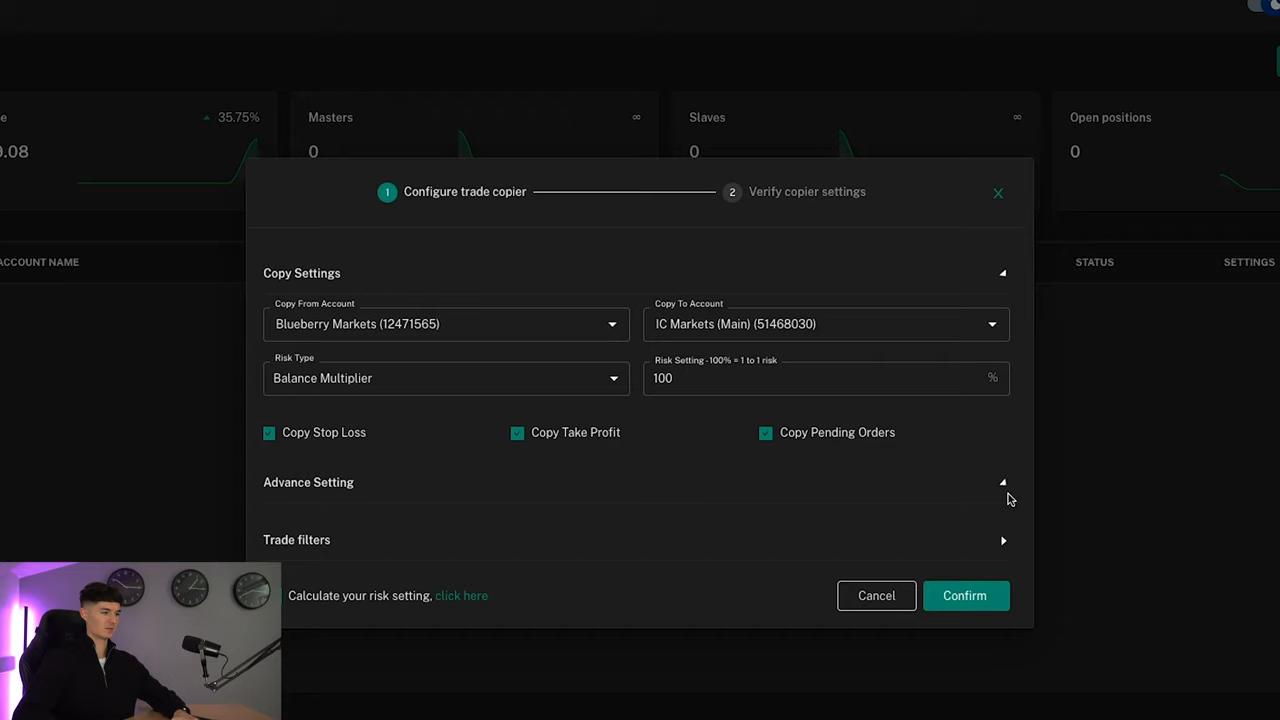 e
35.75%
9.08
Masters
∞
0
Slaves
∞
0
Open positions
0
1 Configure trade copier
2 Verify copier settings
X
ACCOUNT NAME
STATUS
SETTINGS
Copy Settings
Copy From Account
Blueberry Markets (12471565)
Copy To Account
IC Markets (Main) (51468030)
Risk Type
Balance Multiplier
Risk Setting -100% = 1 to 1 risk
100 %
Copy Stop Loss
Copy Take Profit
Copy Pending Orders
Advance Setting
Trade filters
Calculate your risk setting, click here
Cancel
Confirm